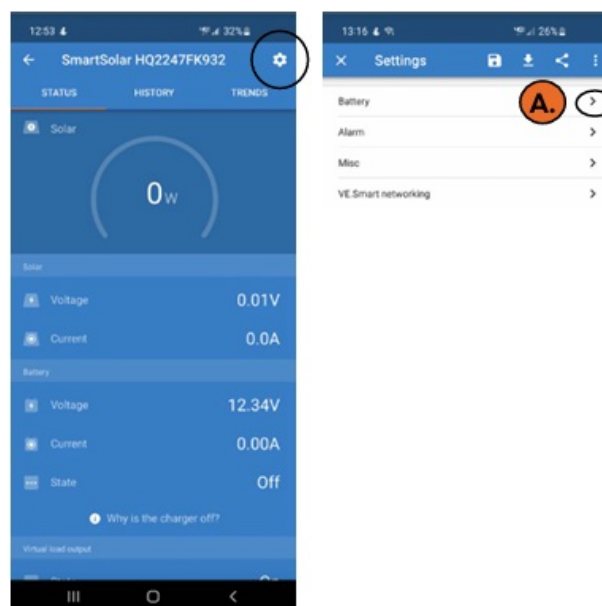 12:53
32%
SmartSolar HQ2247FK932
STATUS HISTORY TRENDS
Solar
0W
Solar
Voltage 0.01V
Current 0.0A
Battery
Voltage 12.34V
Current 0.00A
State Off
Why is the charger off?
Virtual load output
13:16
26%
Settings
Battery
A.
Alarm
Misc
VE.Smart networking